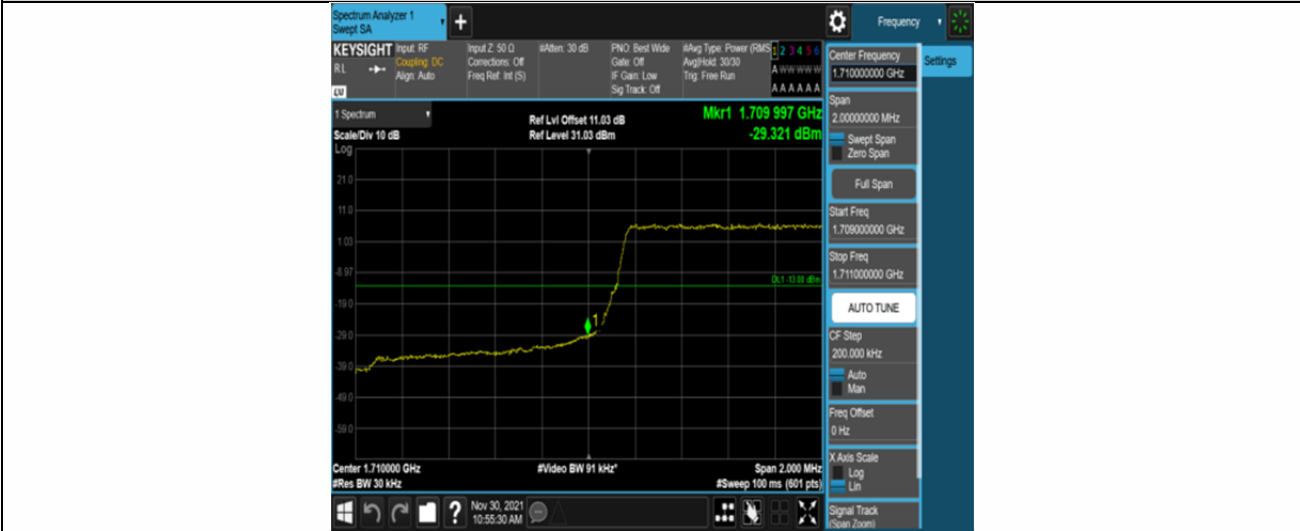 Spectrum Analyzer 1
Swept SA
+
Frequency
KEYSIGHT
RL
Input: RF
Coupling: DC
Align: Auto
Input Z: 50 Ω
Corrections: Off
Freq Ref: Int (S)
#Atten: 30 dB
PNO: Best Wide
Gate: Off
IF Gain: Low
Sig Track: Off
#Avg Type: Power (RMS
Avg|Hold: 30/30
Trig: Free Run
1 2 3 4 5 6
A W W W W W
A A A A A A
Center Frequency
1.710000000 GHz
Settings
Span
2.00000000 MHz
Swept Span
Zero Span
Full Span
Start Freq
1.709000000 GHz
Stop Freq
1.711000000 GHz
AUTO TUNE
CF Step
200.000 kHz
Auto
Man
Freq Offset
0 Hz
X Axis Scale
Log
Lin
Signal Track
(Span Zoom)
1 Spectrum
Scale/Div 10 dB
Ref Lvl Offset 11.03 dB
Ref Level 31.03 dBm
Mkr1 1.709 997 GHz
-29.321 dBm
Log
21.0
11.0
1.03
-8.97
DL1 -13.00 dBm
-19.0
1
-29.0
-39.0
-49.0
-59.0
Center 1.710000 GHz
#Video BW 91 kHz*
Span 2.000 MHz
#Res BW 30 kHz
#Sweep 100 ms (601 pts)
?
Nov 30, 2021
10:55:30 AM